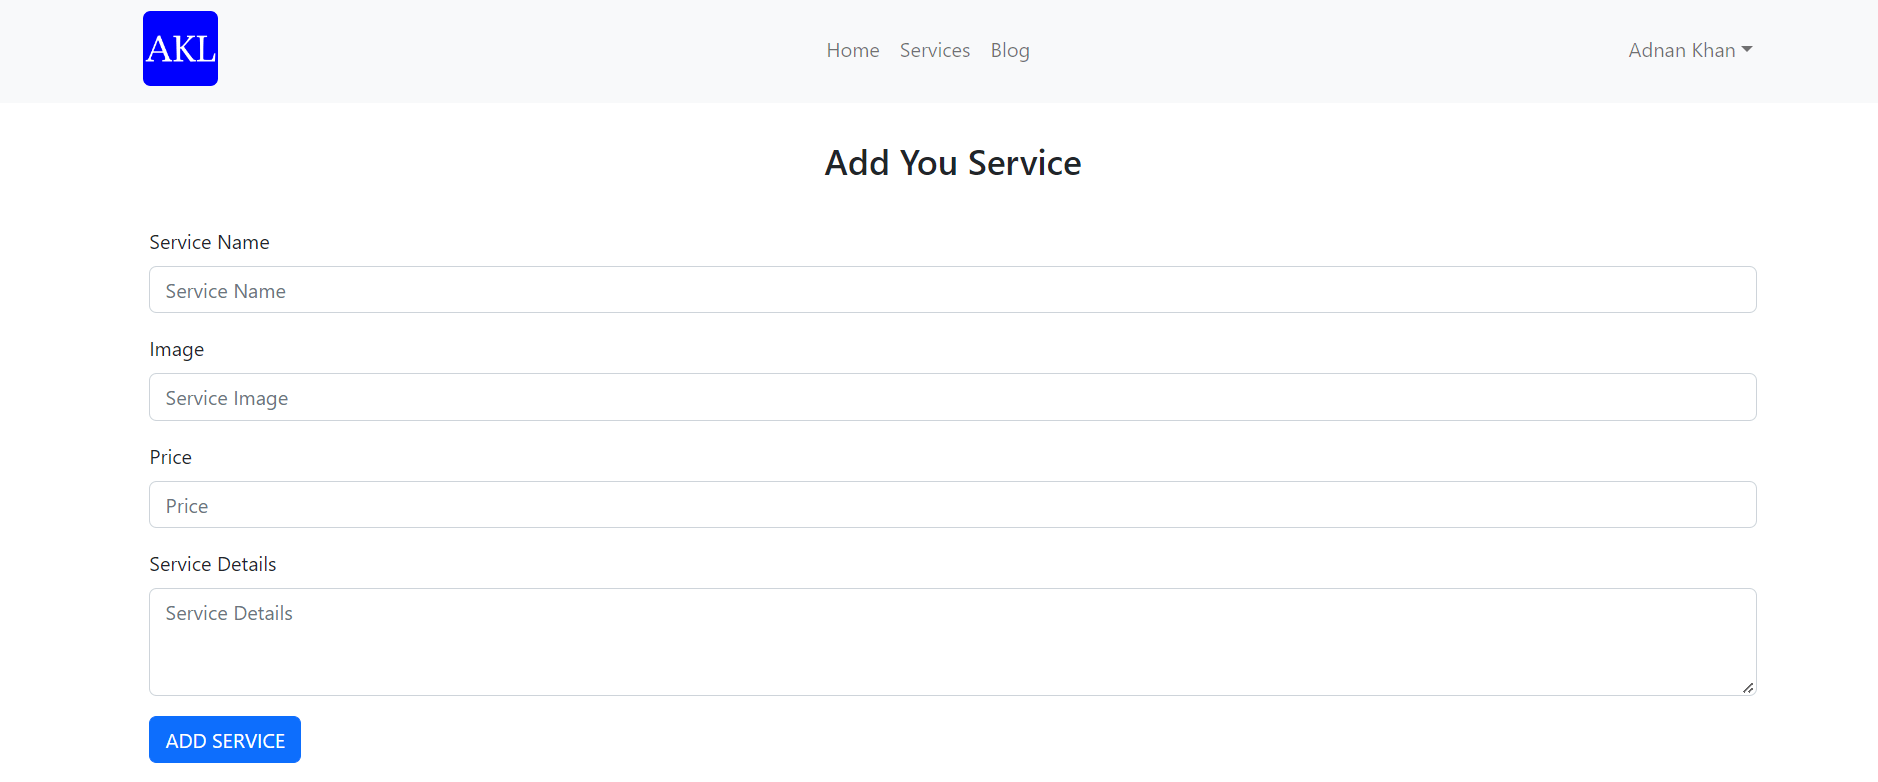 AKL
Home Services Blog
Adnan Khan
Add You Service
Service Name
Service Name
Image
Service Image
Price
Price
Service Details
Service Details
ADD SERVICE